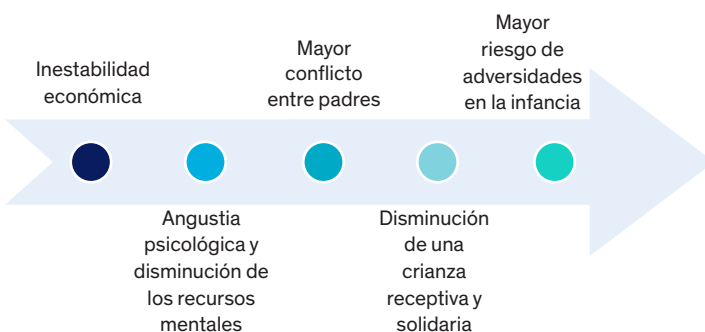 Inestabilidad
económica
Angustia
psicológica y
disminución de
los recursos
mentales
Mayor
conflicto
entre padres
Disminución
de una
crianza
receptiva y
solidaria
Mayor
riesgo de
adversidades
en la infancia